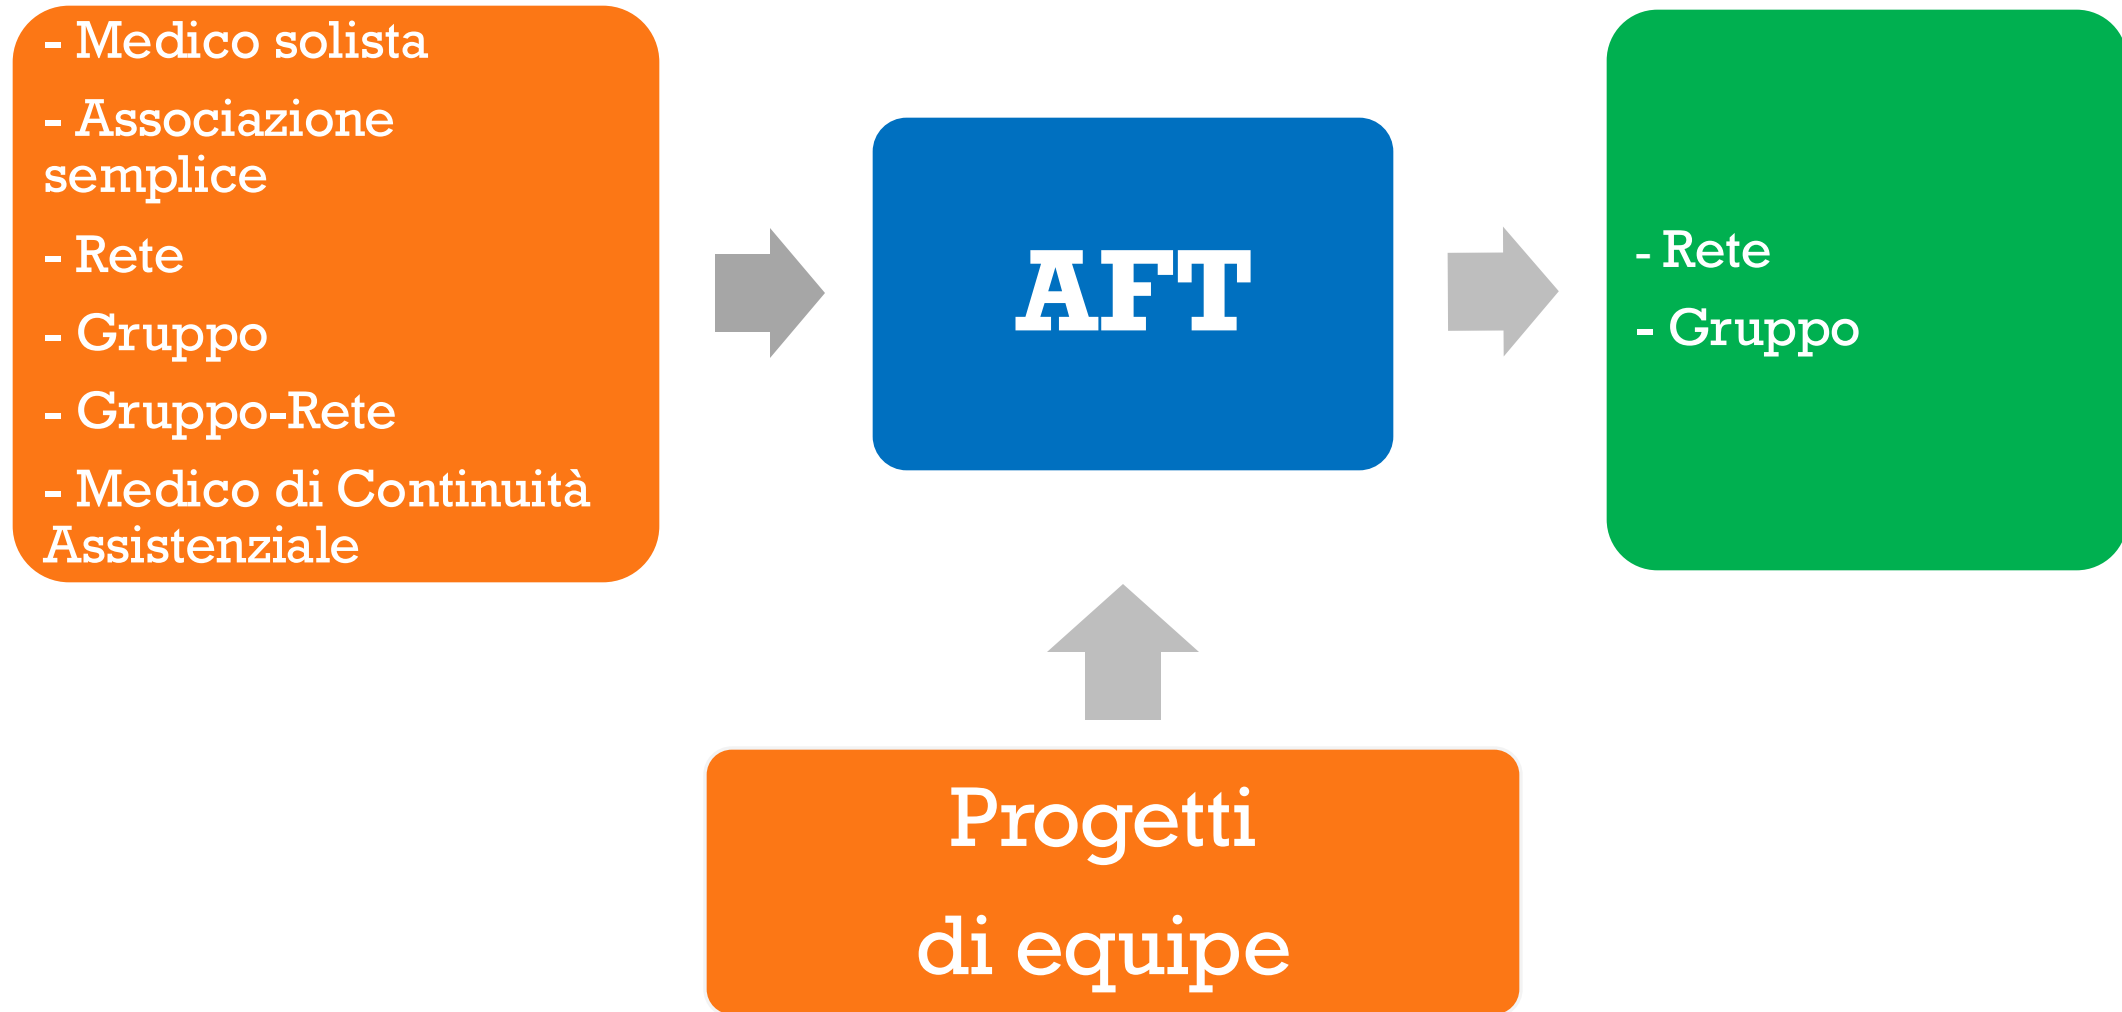 - Medico solista
- Associazione
semplice
- Rete
- Gruppo
- Gruppo-Rete
- Medico di Continuità
Assistenziale
AFT
- Rete
- Gruppo
Progetti
di equipe